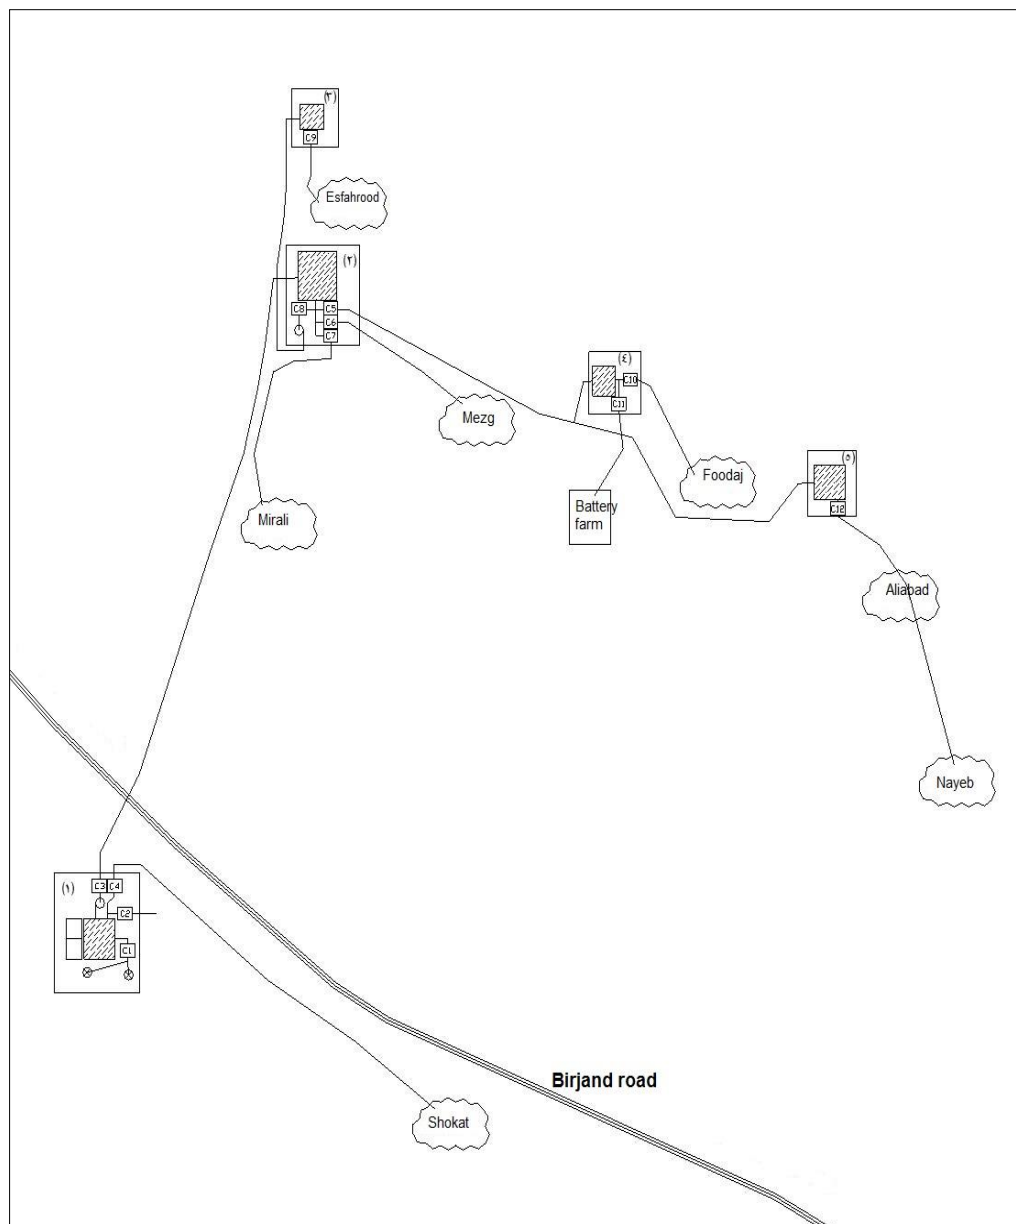 (۳)
C9
Esfahrood
(۲)
C8
C5
C6
C7
(٤)
C10
C11
Mezg
Foodaj
(۵)
Battery
farm
C12
Mirali
Aliabad
Nayeb
(۱)
C3
C4
C2
C1
Birjand road
Shokat